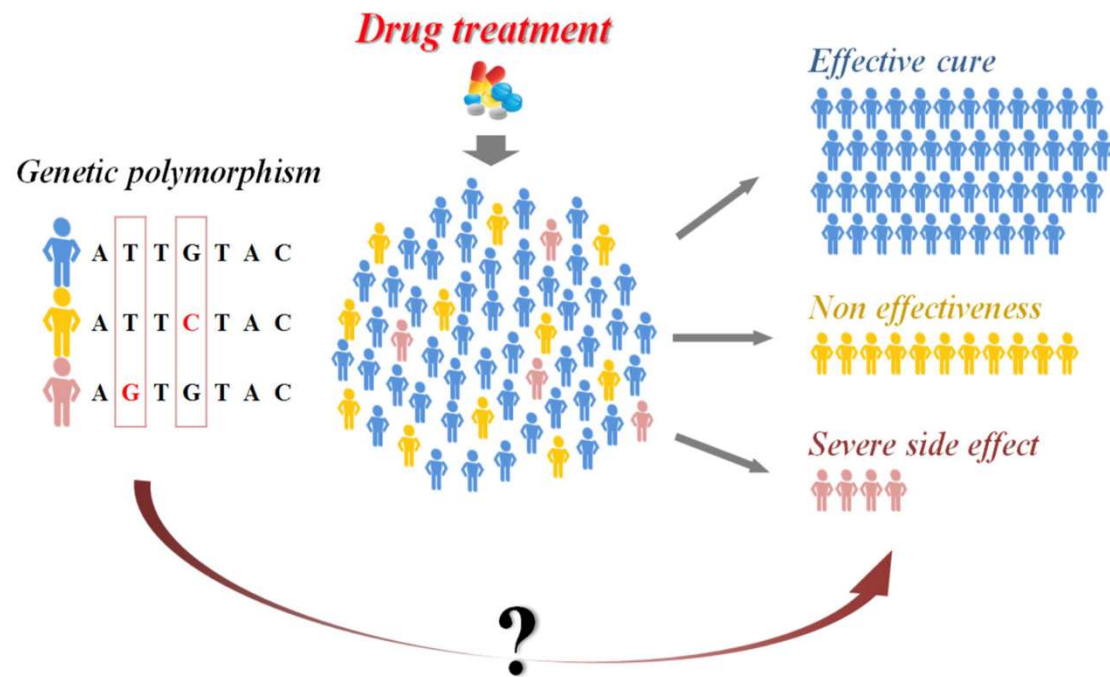 Drug treatment
Effective cure
Genetic polymorphism
A T T G T A C
A T T C T A C
A G T G T A C
Non effectiveness
Severe side effect
?